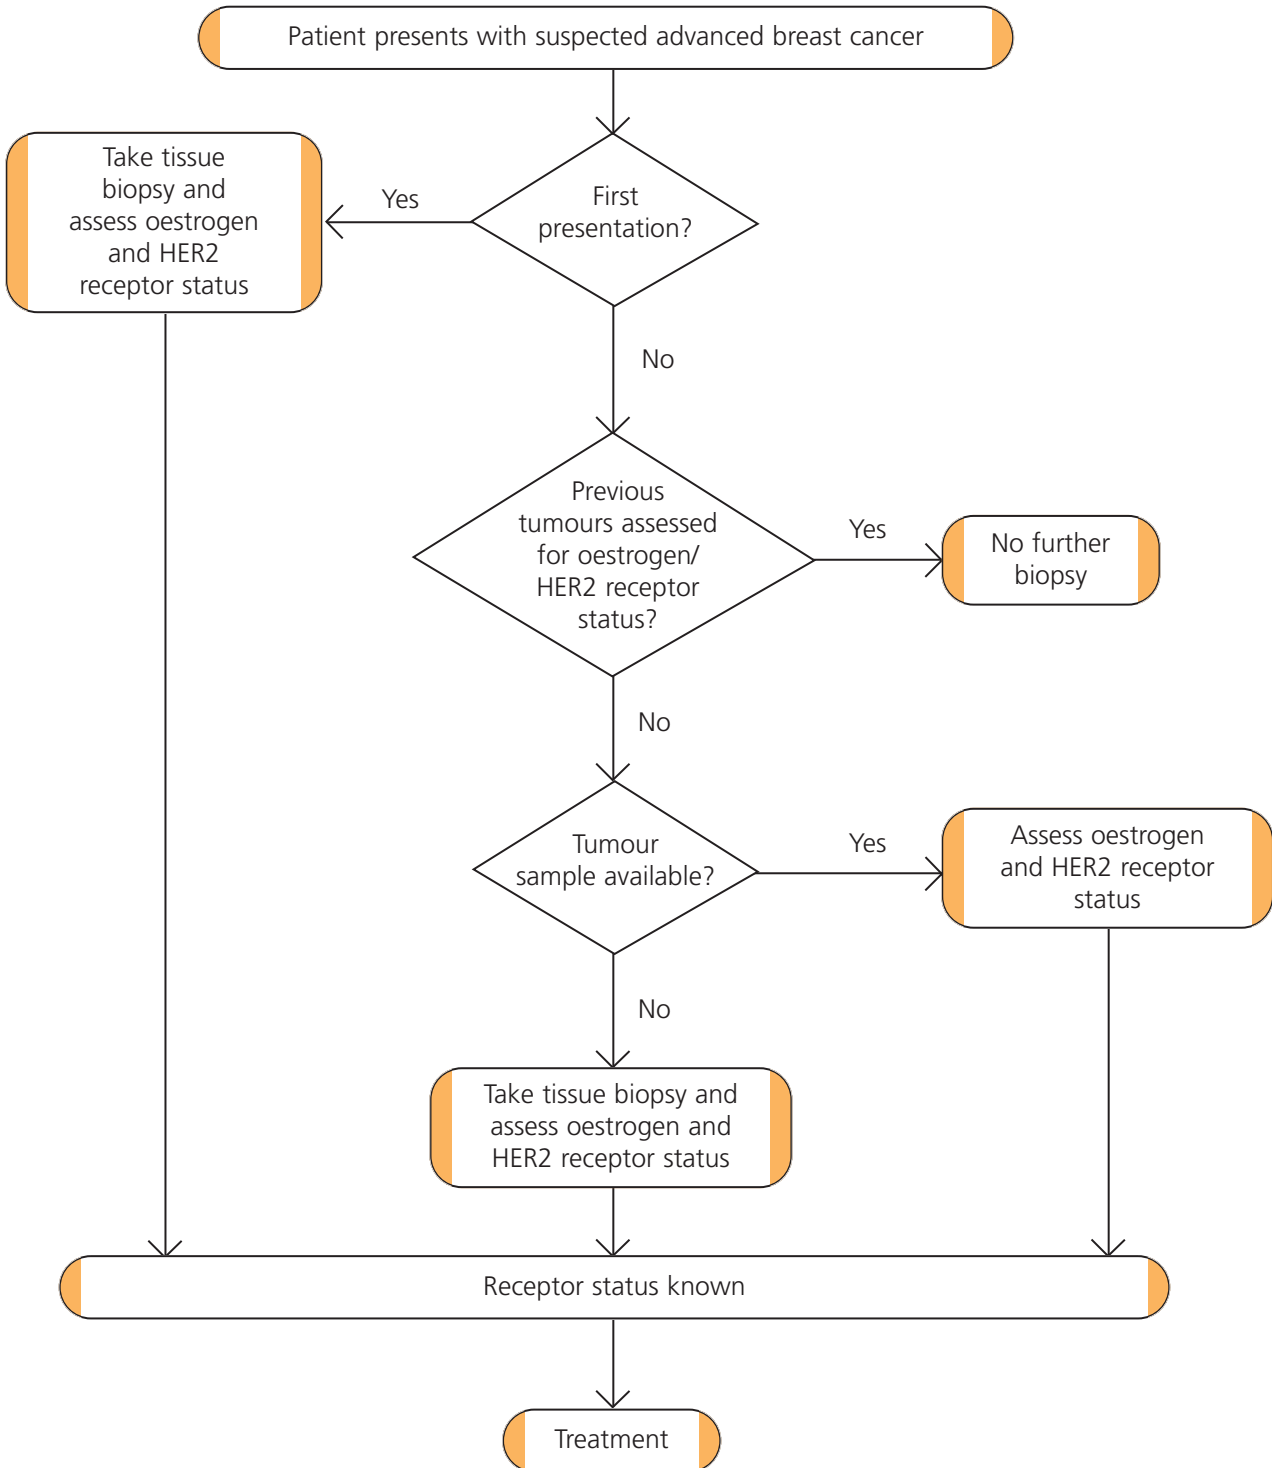 Patient presents with suspected advanced breast cancer
Take tissue
biopsy and
assess oestrogen
and HER2
receptor status
Yes
First
presentation?
No
Previous
tumours assessed
for oestrogen/
HER2 receptor
status?
Yes
No further
biopsy
No
Tumour
sample available?
Yes
Assess oestrogen
and HER2 receptor
status
No
Take tissue biopsy and
assess oestrogen and
HER2 receptor status
Receptor status known
Treatment